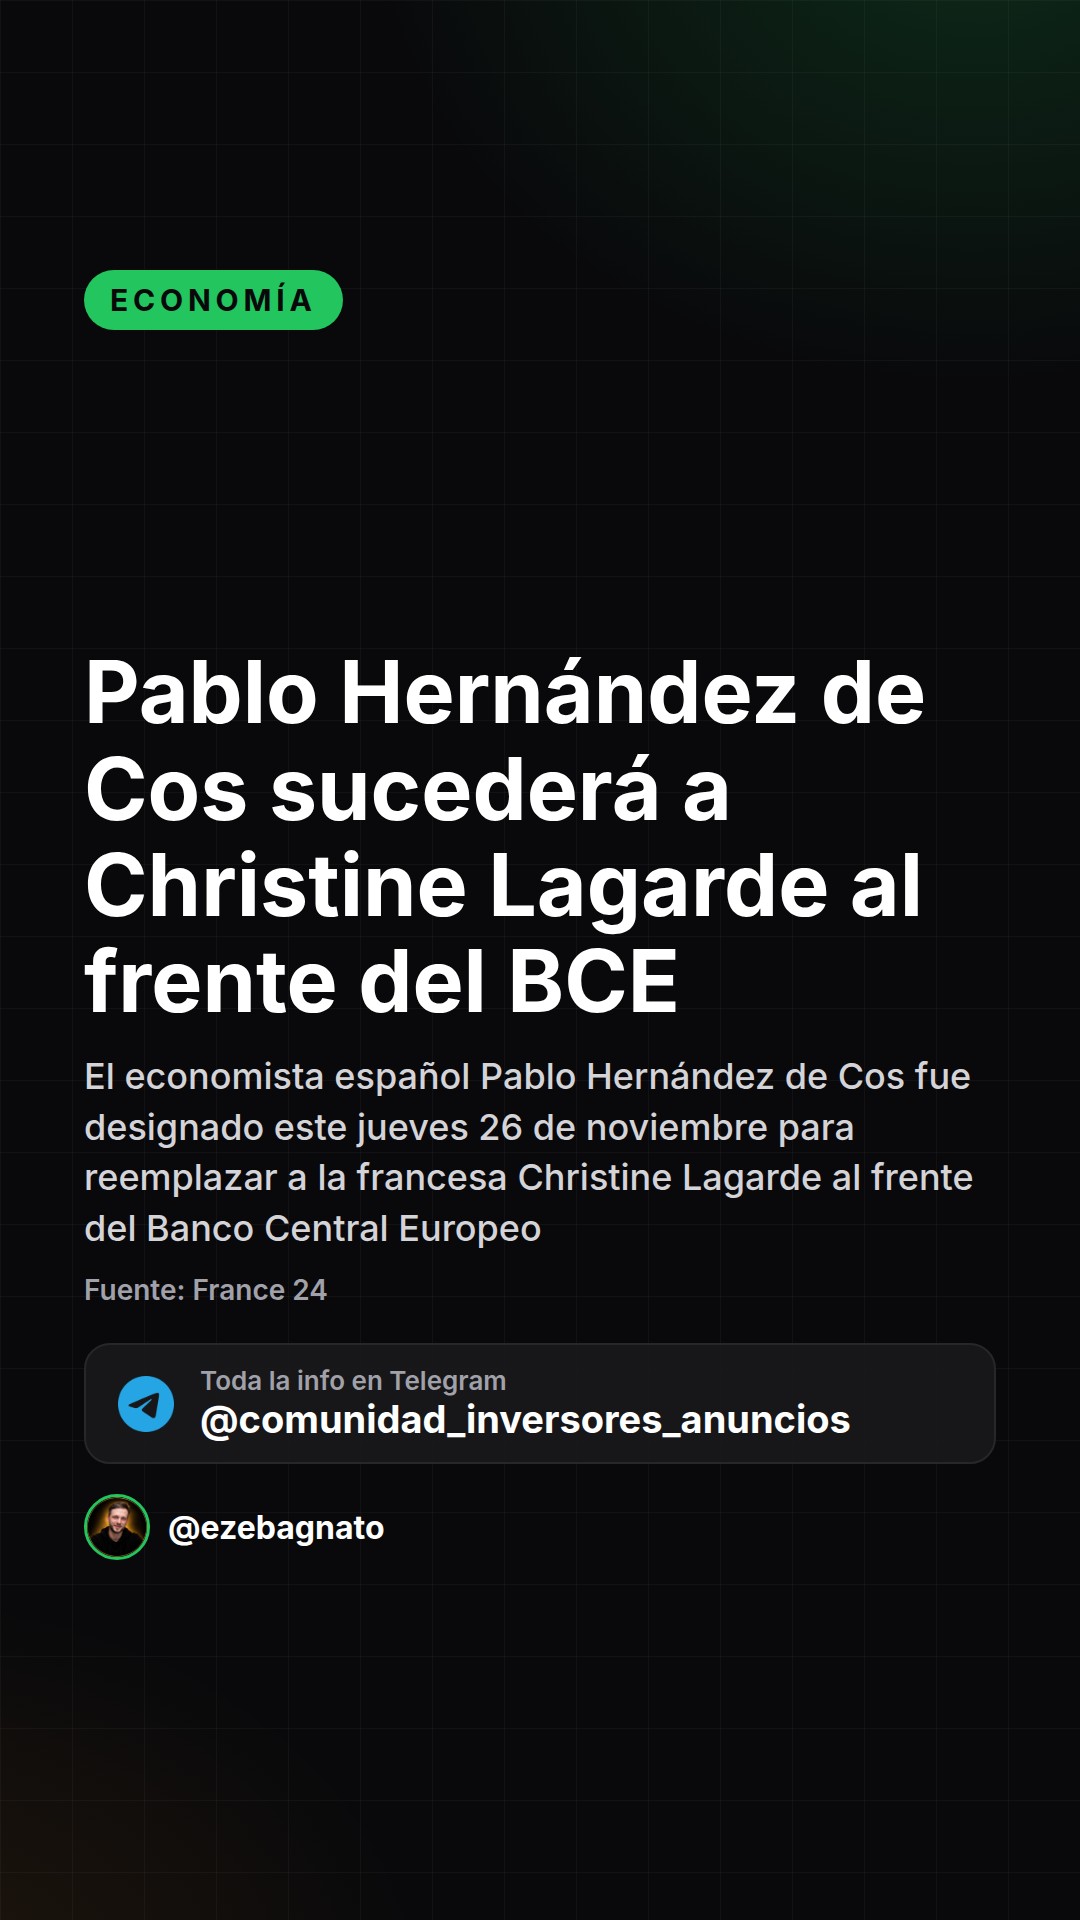 ECONOMÍA
Pablo Hernández de
Cos sucederá a
Christine Lagarde al
frente del BCE
El economista español Pablo Hernández de Cos fue
designado este jueves 26 de noviembre para
reemplazar a la francesa Christine Lagarde al frente
del Banco Central Europeo
Fuente: France 24
Toda la info en Telegram
@comunidad_inversores_anuncios
@ezebagnato